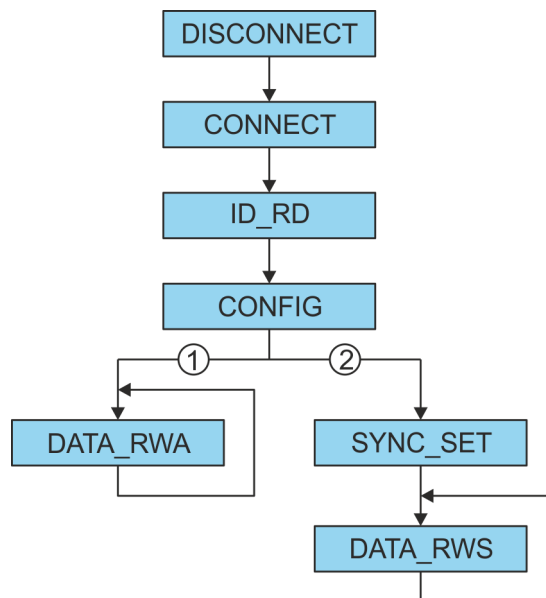 DISCONNECT
CONNECT
ID_RD
CONFIG
1
2
DATA_RWA
SYNC_SET
DATA_RWS